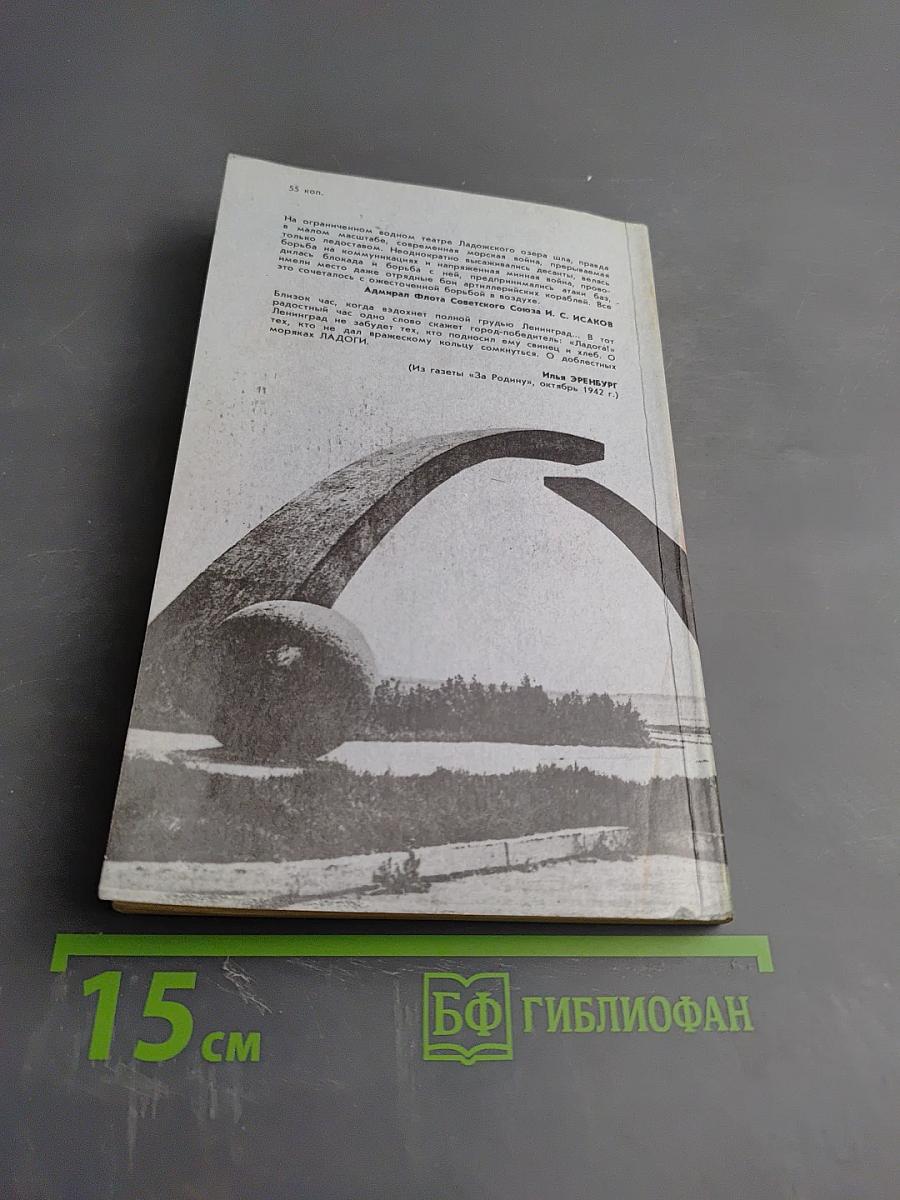 55 коп.
На ограниченном водном театре Ладожского озера шла, правда
в малом масштабе, современная морская война, прерываемая
только ледоставом. Неоднократно высаживались десанты, велась
борьба на коммуникациях и напряженная минная война, прово-
дилась блокада и борьба с ней, предпринимались атаки баз,
имели место даже отрядные бои артиллерийских кораблей. Все
это сочеталось с ожесточенной борьбой в воздухе.
Адмирал Флота Советского Союза И. С. ИСАКОВ
Близок час, когда вздохнет полной грудью Ленинград... В тот
радостный час одно слово скажет город-победитель: «Ладога!»
Ленинград не забудет тех, кто подносил ему свинец и хлеб. О
тех, кто не дал вражескому кольцу сомкнуться. О доблестных
моряках ЛАДОГИ.
Илья ЭРЕНБУРГ
(Из газеты «За Родину», октябрь 1942 г.)
15 см
БФ ГИБЛИОФАН